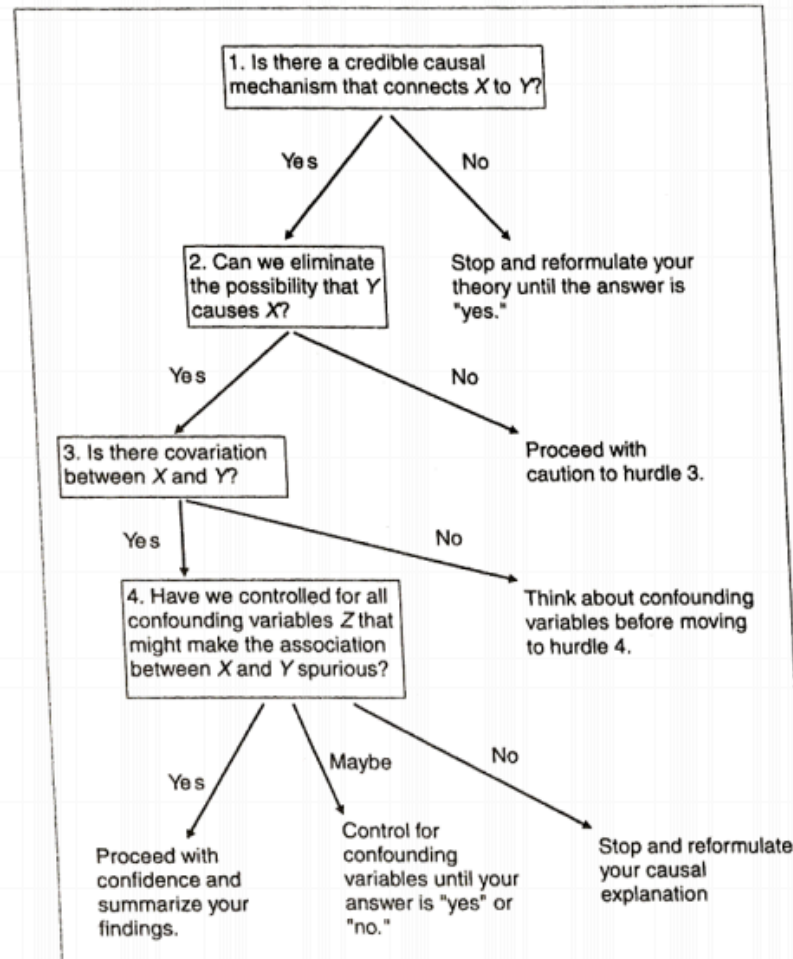 1. Is there a credible causal
mechanism that connects X to Y?
Yes
No
2. Can we eliminate
the possibility that Y
causes X?
Stop and reformulate your
theory until the answer is
"yes."
Yes
No
3. Is there covariation
between X and Y?
Proceed with
caution to hurdle 3.
Yes
No
4. Have we controlled for all
confounding variables Z that
might make the association
between X and Y spurious?
Think about confounding
variables before moving
to hurdle 4.
Yes
Maybe
No
Proceed with
confidence and
summarize your
findings.
Control for
confounding
variables until your
answer is "yes" or
"no."
Stop and reformulate
your causal
explanation